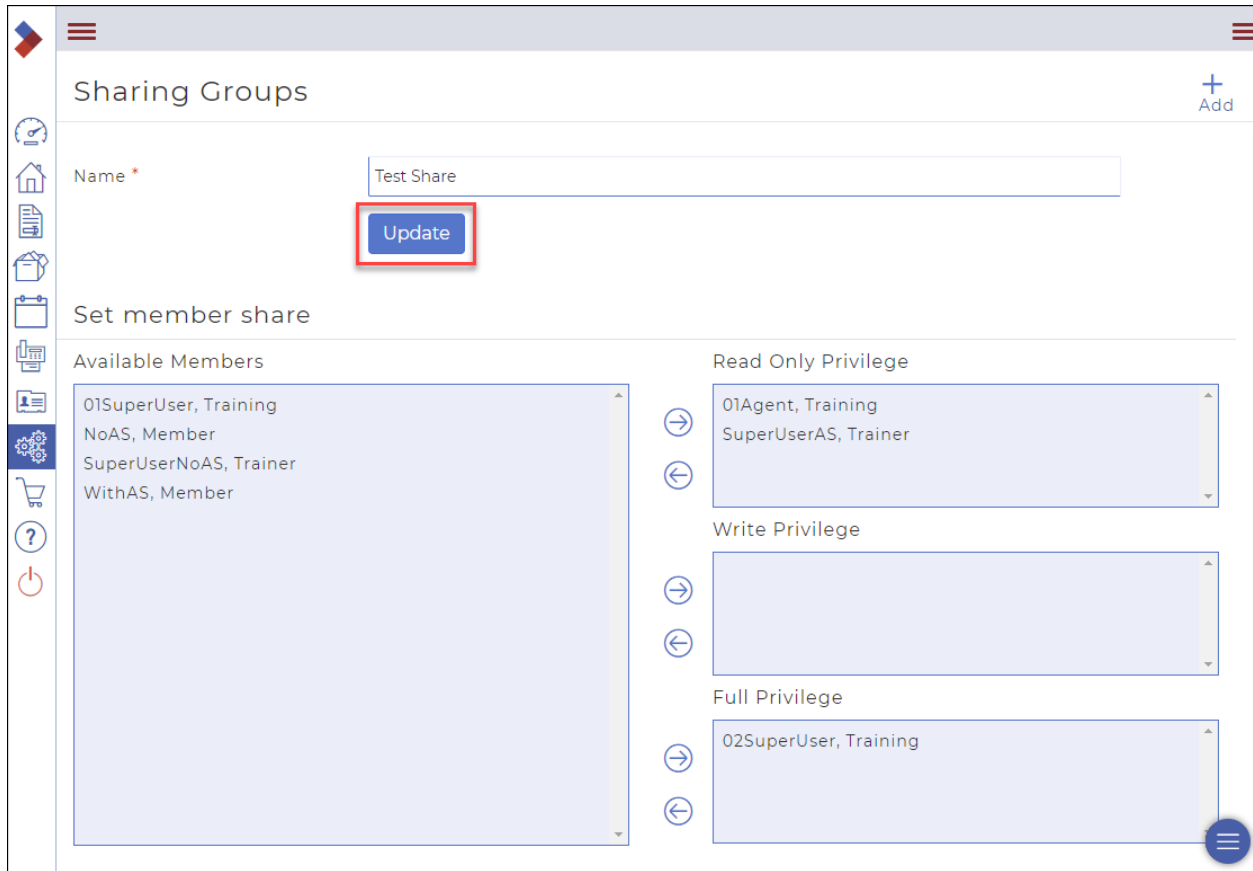 Sharing Groups
Add
Name *
Test Share
Update
Set member share
Available Members
01SuperUser, Training
NoAS, Member
SuperUserNoAS, Trainer
WithAS, Member
Read Only Privilege
01Agent, Training
SuperUserAS, Trainer
Write Privilege
Full Privilege
02SuperUser, Training